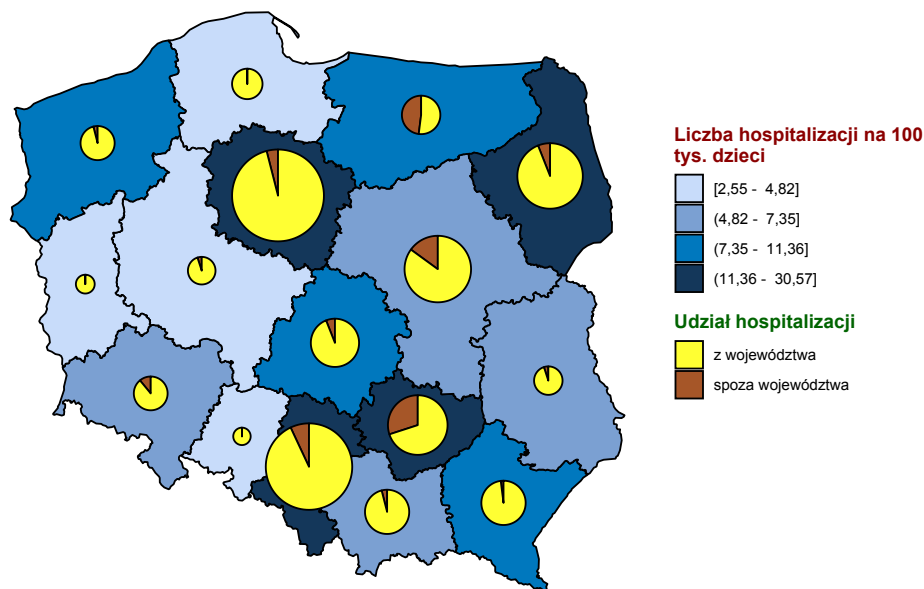 Liczba hospitalizacji na 100
tys. dzieci
[2,55 - 4,82]
(4,82 - 7,35]
(7,35 - 11,36]
(11,36 - 30,57]
Udział hospitalizacji
z województwa
spoza województwa